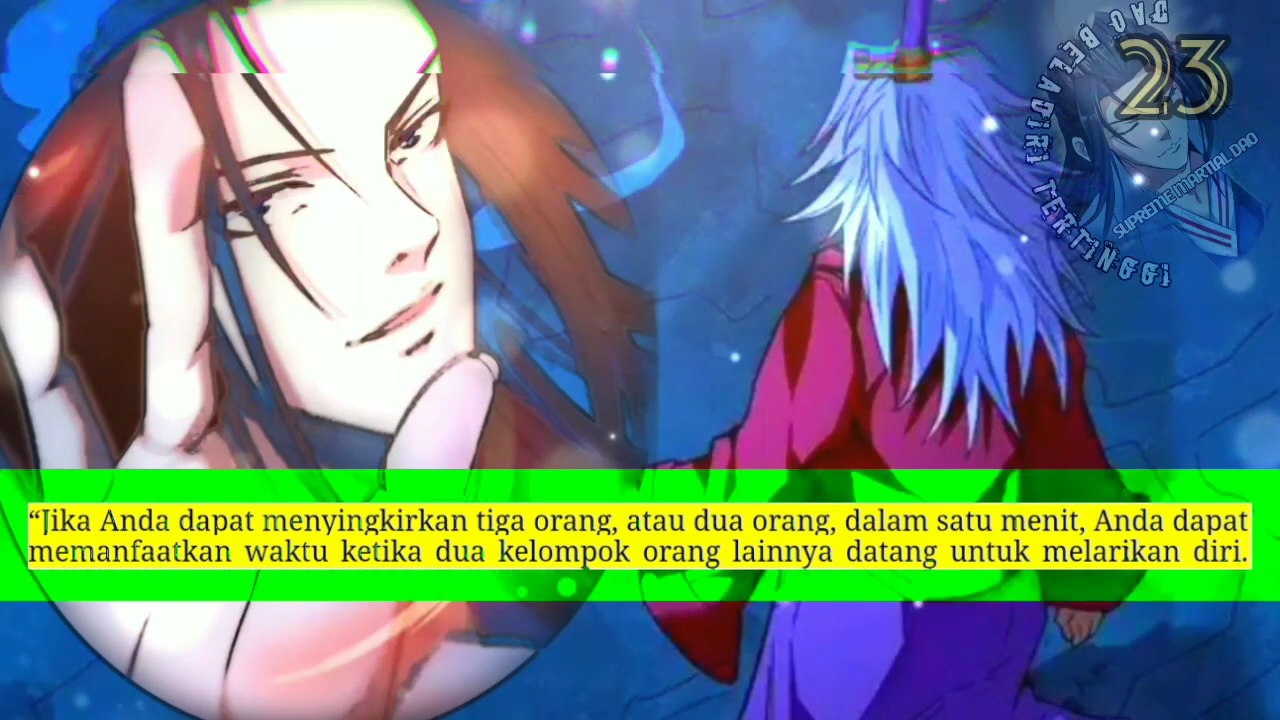 DAO BELADIRI TERTINGGI
23
SUPREME MARTIAL DAO
“Jika Anda dapat menyingkirkan tiga orang, atau dua orang, dalam satu menit, Anda dapat
memanfaatkan waktu ketika dua kelompok orang lainnya datang untuk melarikan diri.